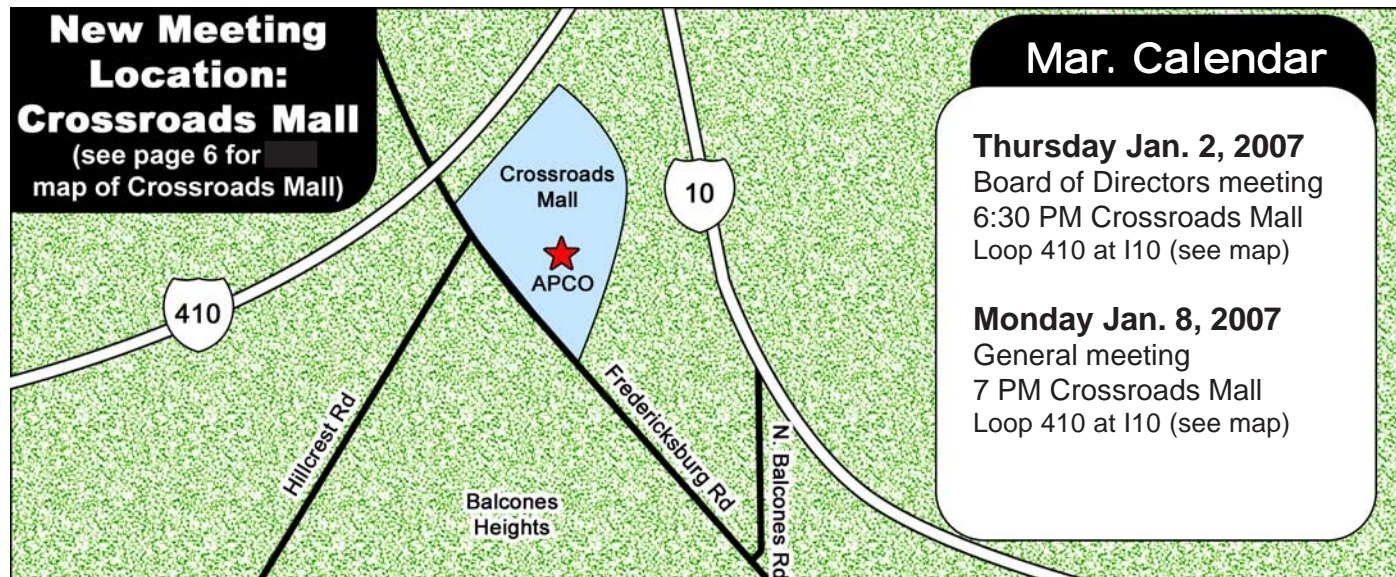 New Meeting
Location:
Crossroads Mall
(see page 6 for
map of Crossroads Mall)
Crossroads
Mall
APCO
10
410
Hillcrest Rd
Fredericksburg Rd
N. Balcones Rd
Balcones
Heights
Mar. Calendar
Thursday Jan. 2, 2007
Board of Directors meeting
6:30 PM Crossroads Mall
Loop 410 at I10 (see map)
Monday Jan. 8, 2007
General meeting
7 PM Crossroads Mall
Loop 410 at I10 (see map)